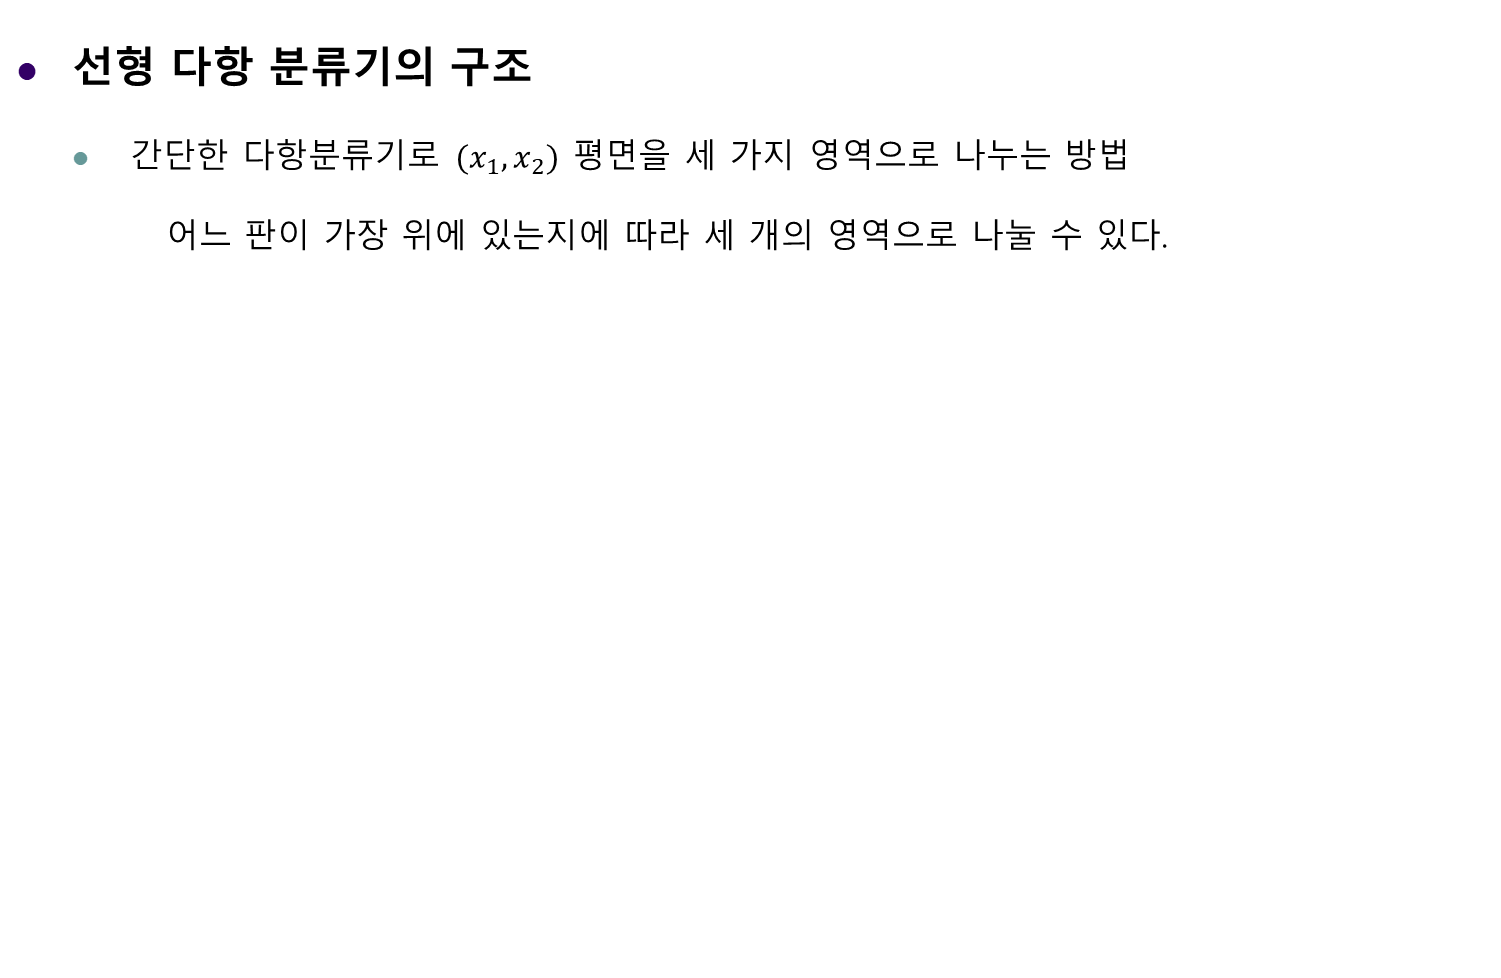 ● 선형 다항 분류기의 구조
● 간단한 다항분류기로 (x₁, x₂) 평면을 세 가지 영역으로 나누는 방법
어느 판이 가장 위에 있는지에 따라 세 개의 영역으로 나눌 수 있다.